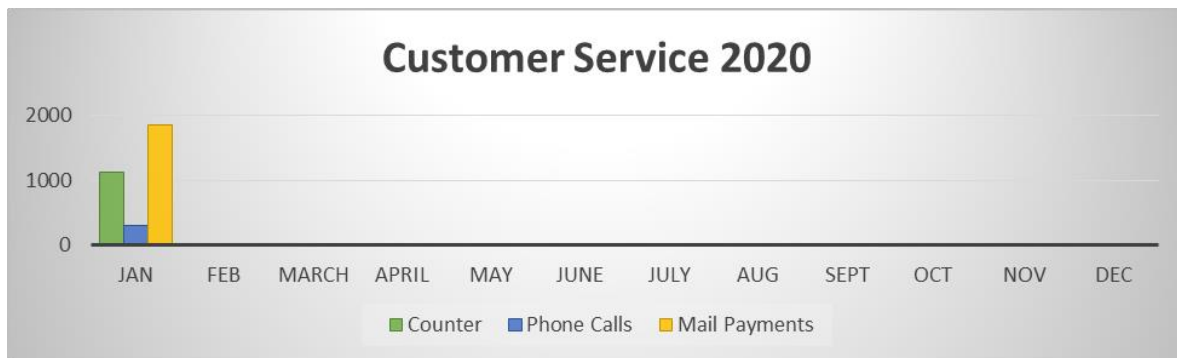 Customer Service 2020
2000
1000
0
JAN FEB MARCH APRIL MAY JUNE JULY AUG SEPT OCT NOV DEC
Counter Phone Calls Mail Payments